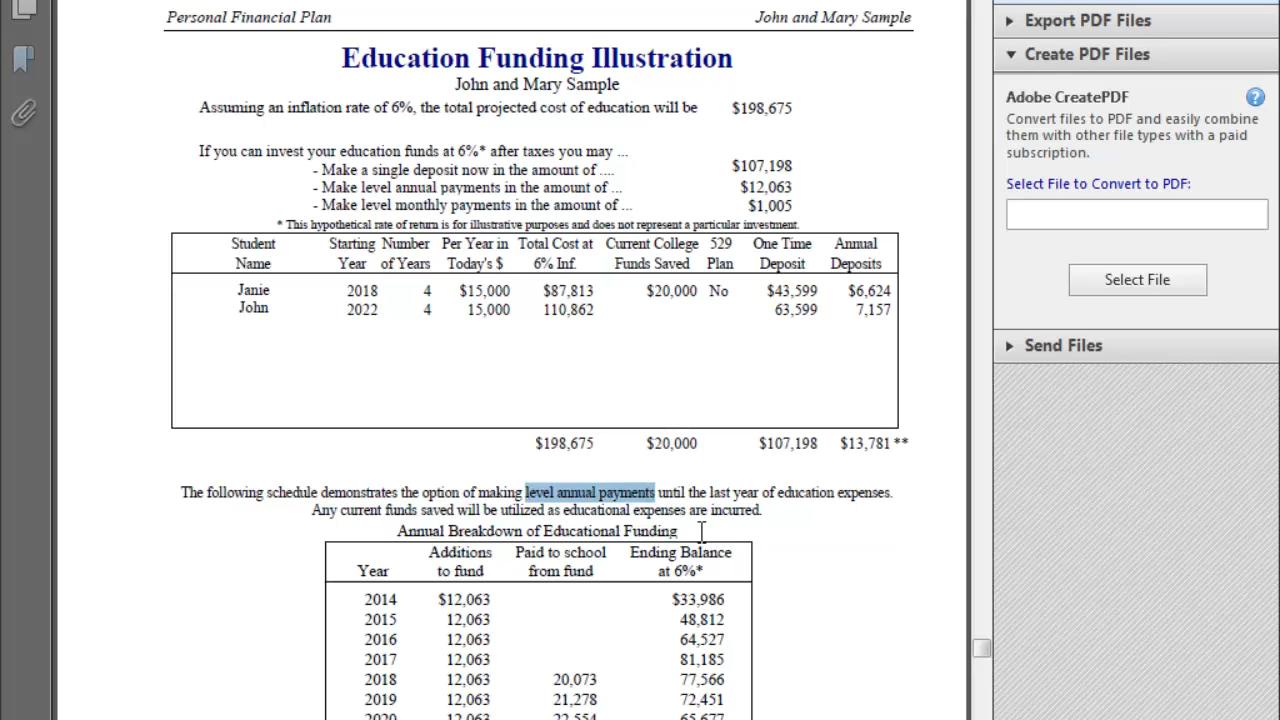 Personal Financial Plan John and Mary Sample
Education Funding Illustration
John and Mary Sample
Assuming an inflation rate of 6%, the total projected cost of education will be $198,675
If you can invest your education funds at 6%* after taxes you may ...
- Make a single deposit now in the amount of .... $107,198
- Make level annual payments in the amount of ... $12,063
- Make level monthly payments in the amount of ... $1,005
* This hypothetical rate of return is for illustrative purposes and does not represent a particular investment.
Student Starting Number Per Year in Total Cost at Current College 529 One Time Annual
Name Year of Years Today's $ 6% Inf. Funds Saved Plan Deposit Deposits
Janie 2018 4 $15,000 $87,813 $20,000 No $43,599 $6,624
John 2022 4 15,000 110,862 63,599 7,157
$198,675 $20,000 $107,198 $13,781 **
The following schedule demonstrates the option of making level annual payments until the last year of education expenses.
Any current funds saved will be utilized as educational expenses are incurred.
Annual Breakdown of Educational Funding
Additions Paid to school Ending Balance
Year to fund from fund at 6%*
2014 $12,063 $33,986
2015 12,063 48,812
2016 12,063 64,527
2017 12,063 81,185
2018 12,063 20,073 77,566
2019 12,063 21,278 72,451
2020 12,063 22,554 65,677
Export PDF Files
Create PDF Files
Adobe CreatePDF
Convert files to PDF and easily combine
them with other file types with a paid
subscription.
Select File to Convert to PDF:
Select File
Send Files